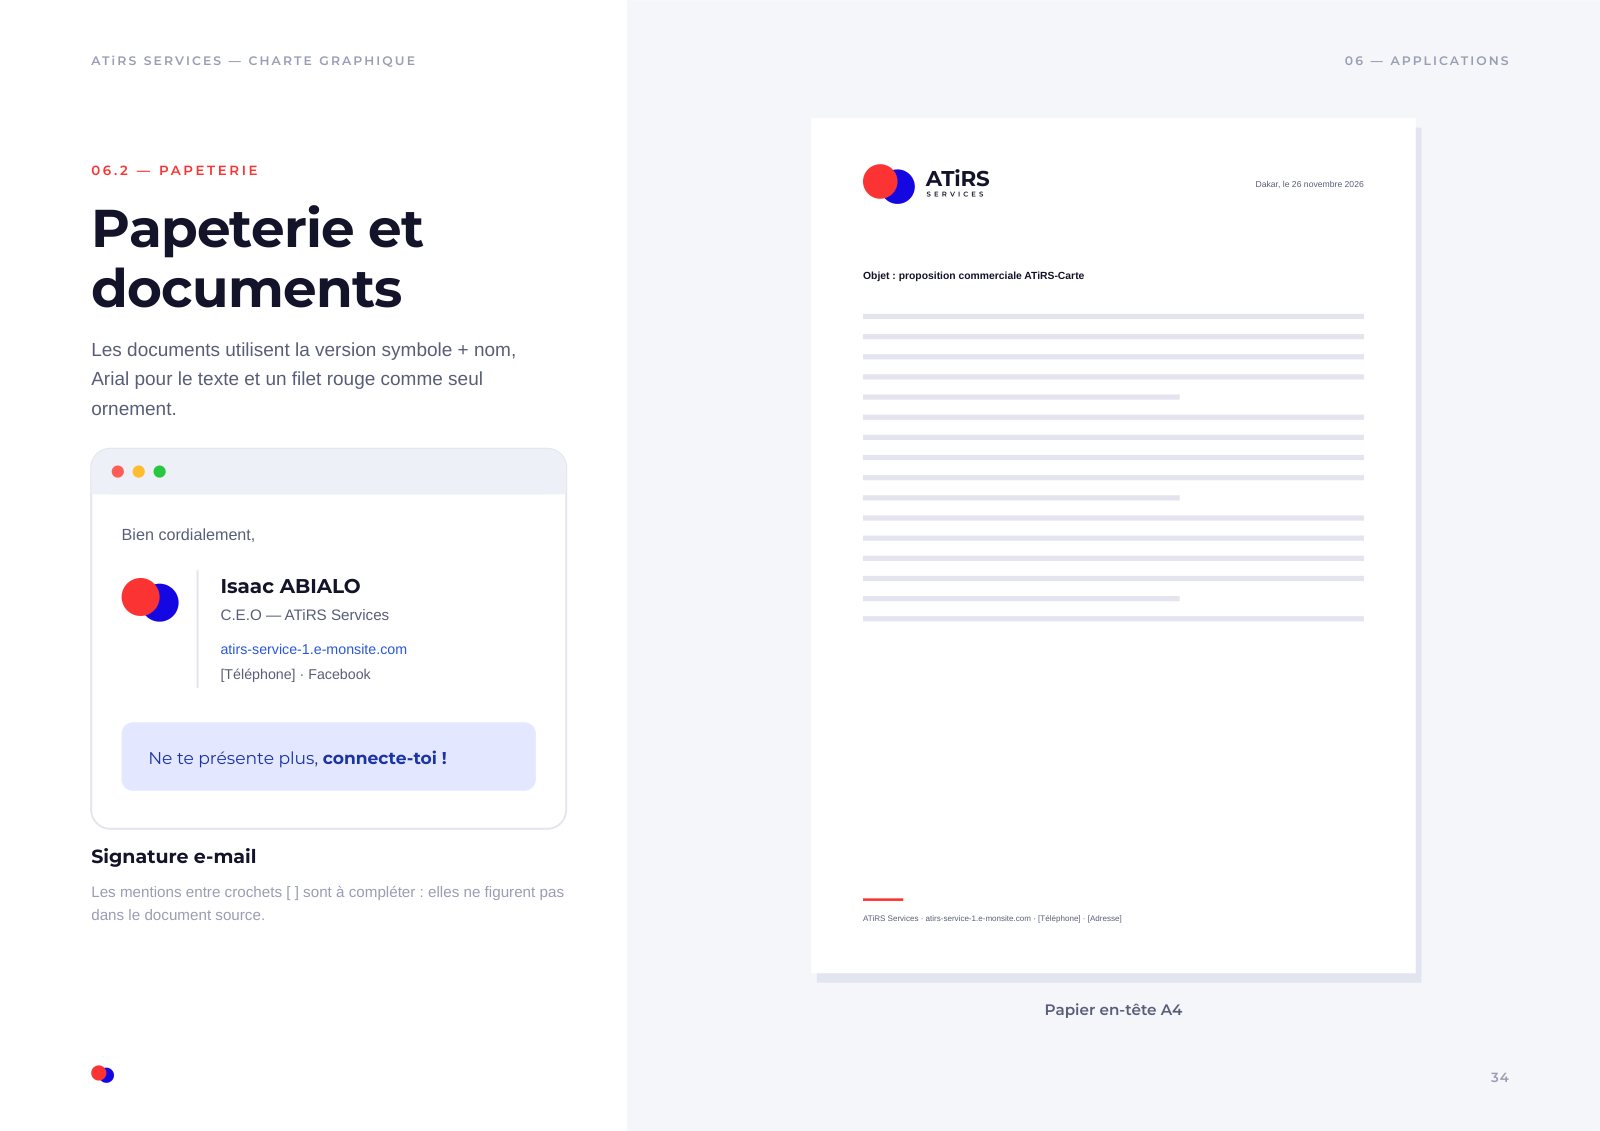 ATiRS SERVICES — CHARTE GRAPHIQUE
06 — APPLICATIONS
06.2 — PAPETERIE
Papeterie et
documents
Les documents utilisent la version symbole + nom,
Arial pour le texte et un filet rouge comme seul
ornement.
Bien cordialement,
Isaac ABIALO
C.E.O — ATiRS Services
atirs-service-1.e-monsite.com
[Téléphone] · Facebook
Ne te présente plus, connecte-toi !
Signature e-mail
Les mentions entre crochets [ ] sont à compléter : elles ne figurent pas
dans le document source.
ATiRS
SERVICES
Dakar, le 26 novembre 2026
Objet : proposition commerciale ATiRS-Carte
ATiRS Services · atirs-service-1.e-monsite.com · [Téléphone] · [Adresse]
Papier en-tête A4
34